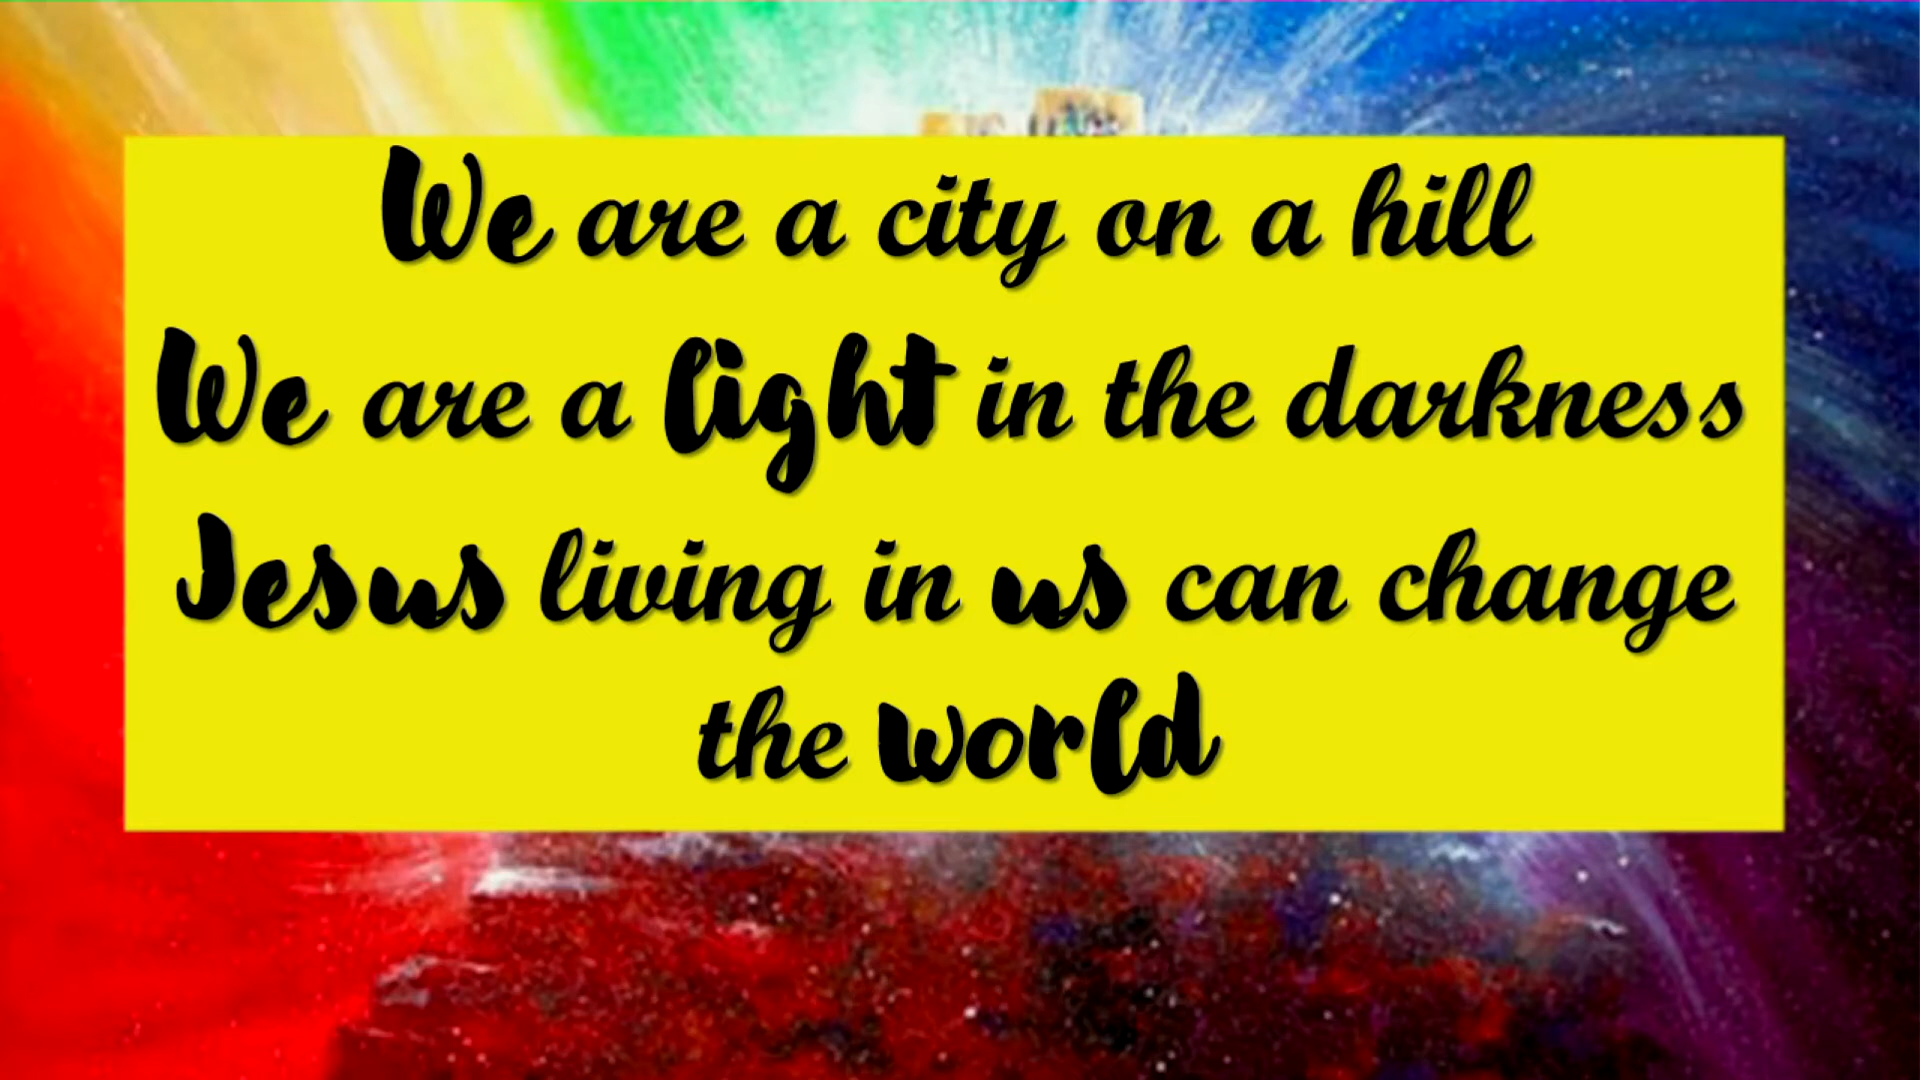 We are a city on a hill
We are a light in the darkness
Jesus living in us can change
the world